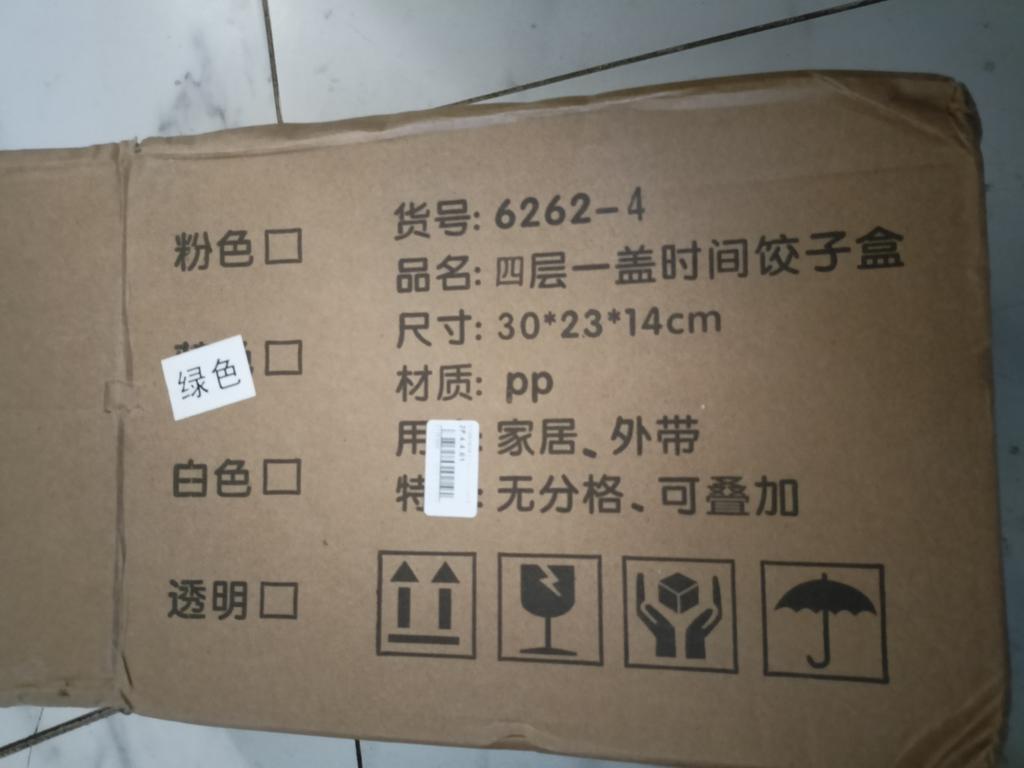 货号: 6262-4
品名: 四层一盖时间饺子盒
尺寸: 30*23*14cm
材质: pp
用 : 家居、外带
特 : 无分格、可叠加
粉色
绿色
白色
透明